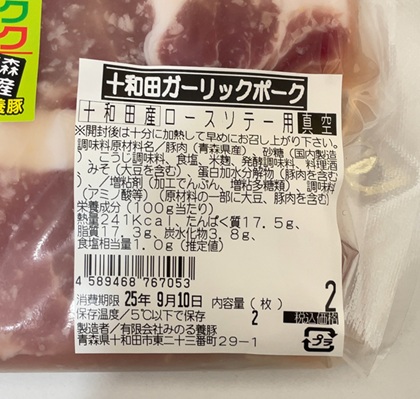 ク
ク
森
産
養豚
十和田ガーリックポーク
十和田産 ロースソテー用 真空
※開封後は十分に加熱して早めにお召し上がり下さい。
調味料原材料名／豚肉(青森県産)、砂糖(国内製造
)、こうじ調味料、食塩、米麹、発酵調味料、料理酒
、みそ(大豆を含む)、蛋白加水分解物(豚肉を含む
)／増粘剤(加工でんぷん、増粘多糖類)、調味料
(アミノ酸等)(原材料の一部に大豆、豚肉を含む)
栄養成分(100g当たり)
熱量241Kcal、たんぱく質17.5g、
脂質17.3g、炭水化物3.8g、
食塩相当量1.0g(推定値)
4589468767053
消費期限 25年 9月10日 内容量(枚) 2
保存温度／5℃以下で保存 2 税込価格
製造者／有限会社みのる養豚 プラ
青森県十和田市東二十三番町29-1